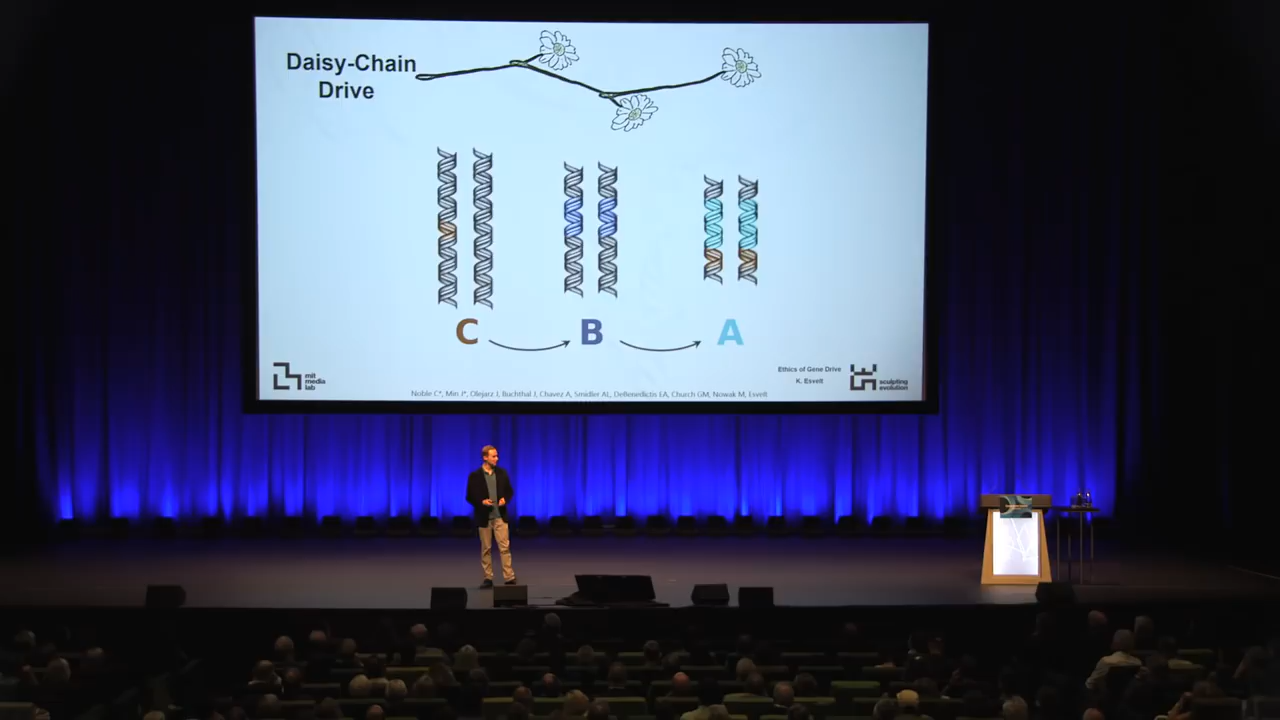 Daisy-Chain
Drive
C
B
A
mit
media
lab
Ethics of Gene Drive
K. Esvelt
sculpting
evolution
Noble C*, Min J*, Olejarz J, Buchthal J, Chavez A, Smidler AL, DeBenedictis EA, Church GM, Nowak M, Esvelt